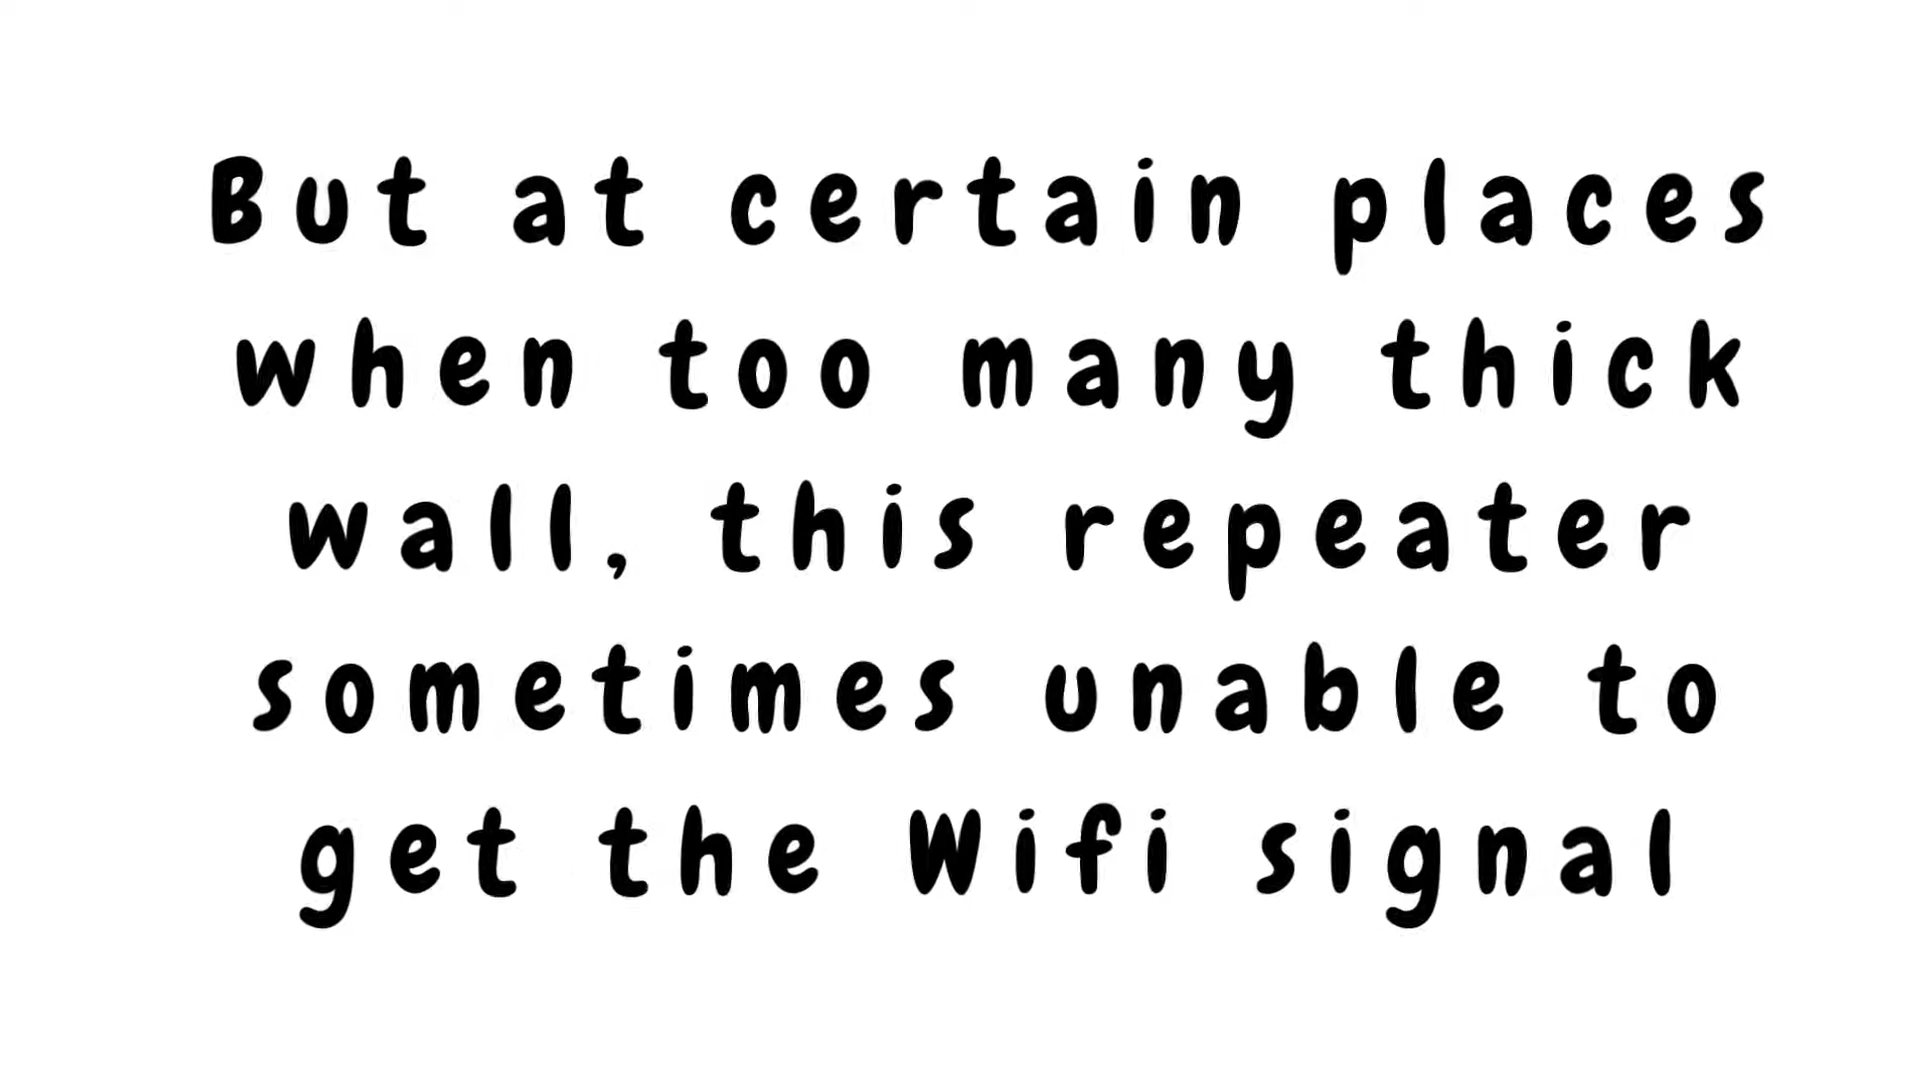 But at certain places
when too many thick
wall, this repeater
sometimes unable to
get the Wifi signal